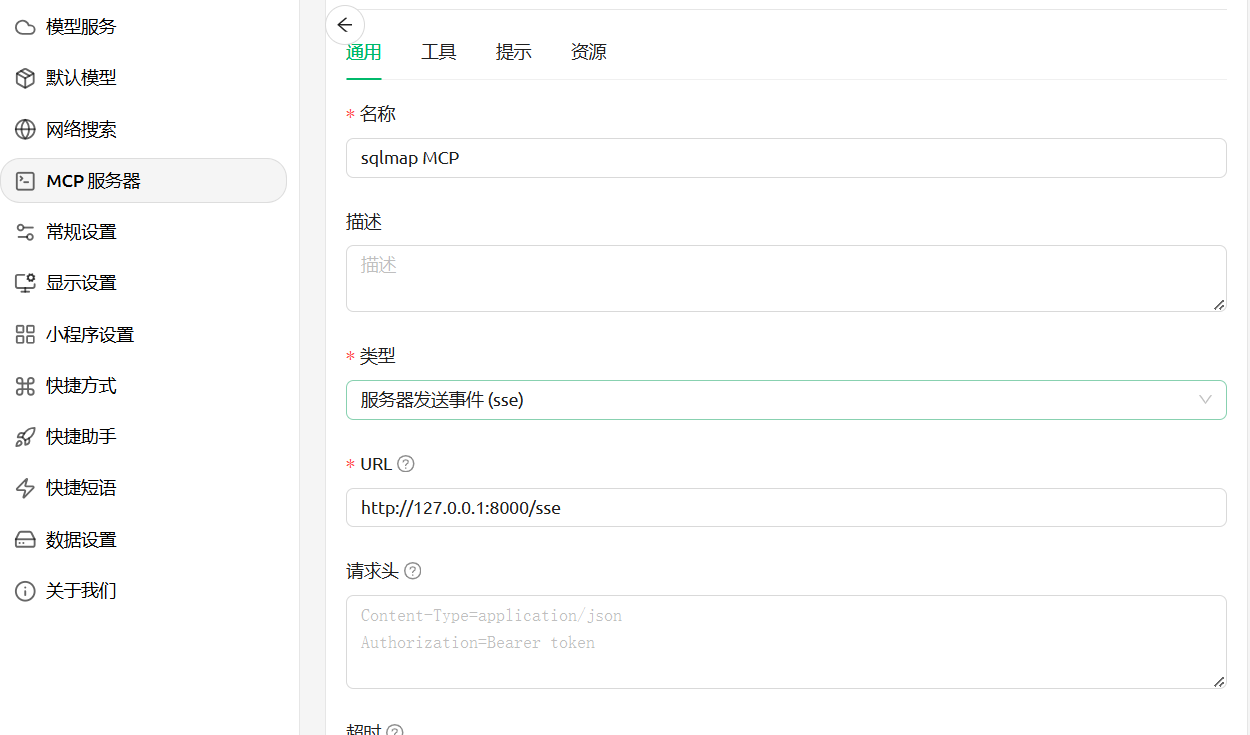 模型服务
默认模型
网络搜索
MCP 服务器
常规设置
显示设置
小程序设置
快捷方式
快捷助手
快捷短语
数据设置
关于我们
通用 工具 提示 资源
* 名称
sqlmap MCP
描述
描述
* 类型
服务器发送事件 (sse)
* URL
http://127.0.0.1:8000/sse
请求头
Content-Type=application/json
Authorization=Bearer token
超时